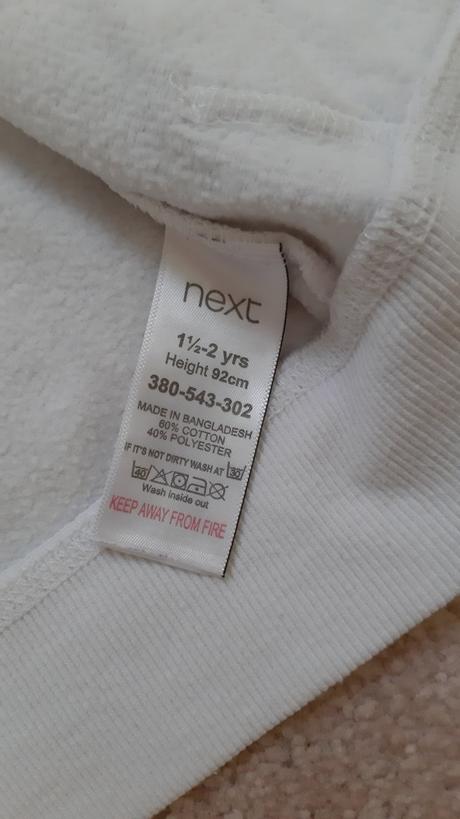 next
1½-2 yrs
Height 92cm
380-543-302
MADE IN BANGLADESH
60% COTTON
40% POLYESTER
IF IT'S NOT DIRTY WASH AT 30
40
Wash inside out
KEEP AWAY FROM FIRE